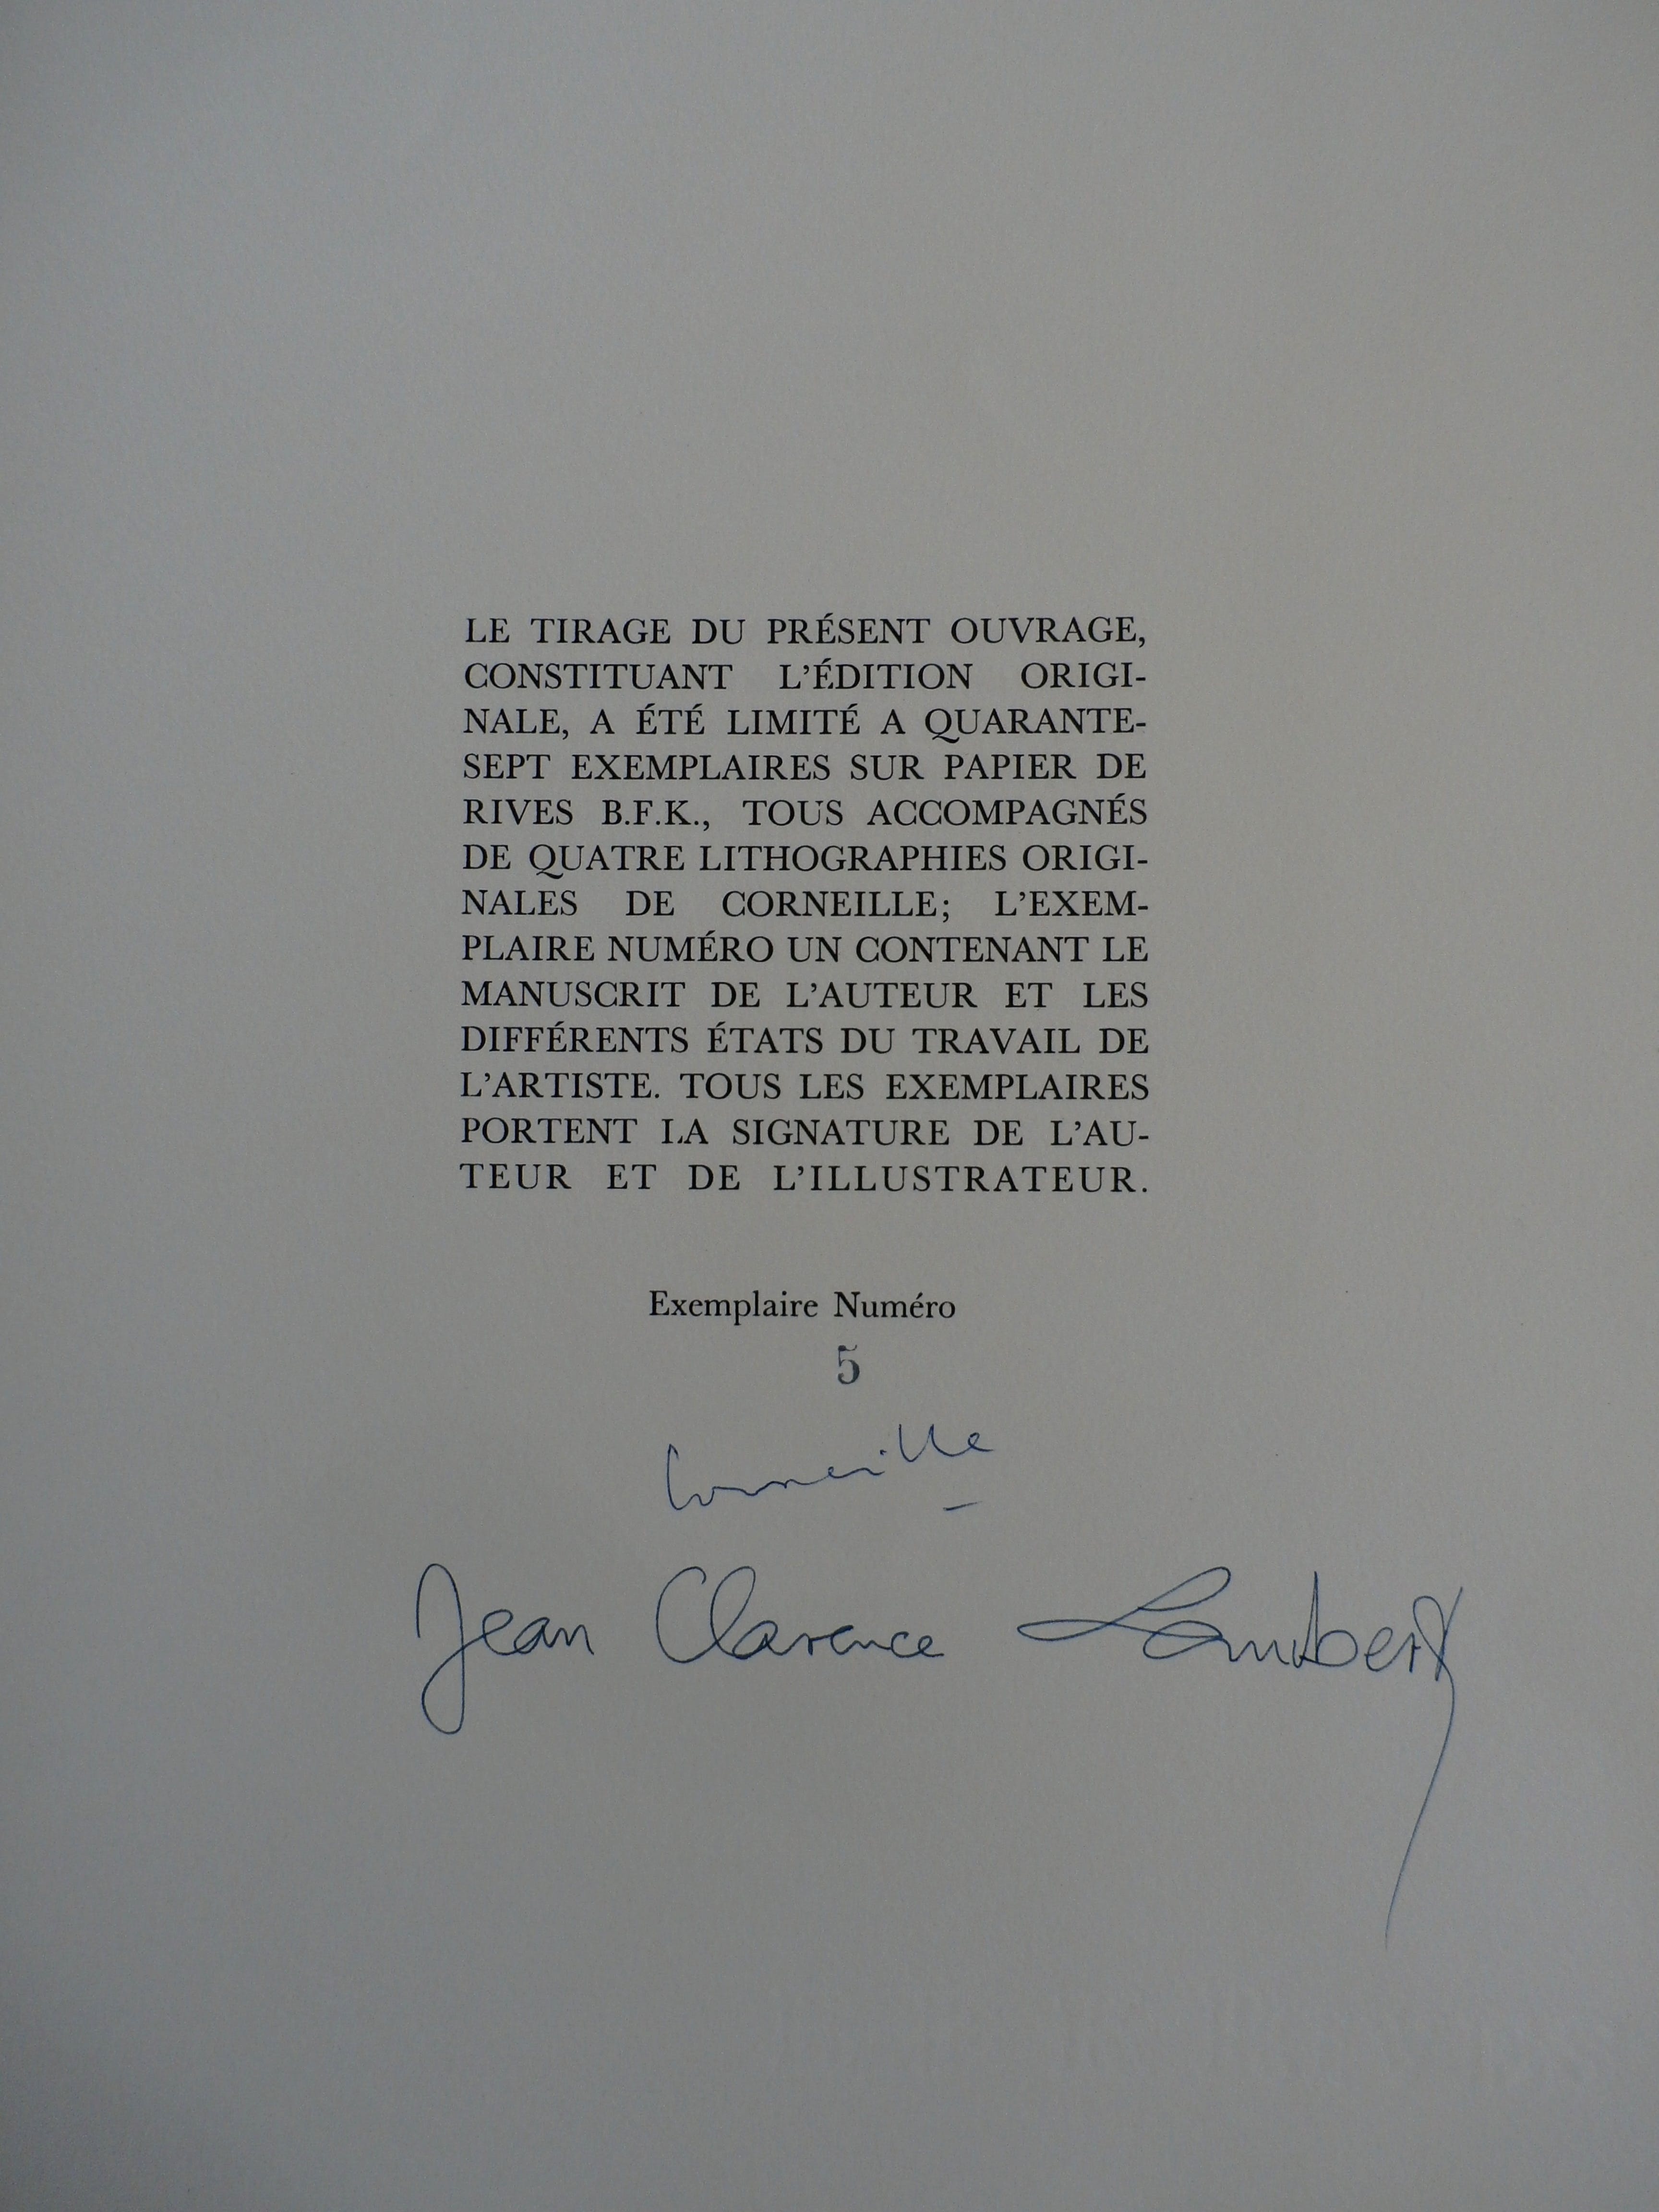 LE TIRAGE DU PRÉSENT OUVRAGE,
CONSTITUANT L’ÉDITION ORIGI-
NALE, A ÉTÉ LIMITÉ A QUARANTE-
SEPT EXEMPLAIRES SUR PAPIER DE
RIVES B.F.K., TOUS ACCOMPAGNÉS
DE QUATRE LITHOGRAPHIES ORIGI-
NALES DE CORNEILLE; L’EXEM-
PLAIRE NUMÉRO UN CONTENANT LE
MANUSCRIT DE L’AUTEUR ET LES
DIFFÉRENTS ÉTATS DU TRAVAIL DE
L’ARTISTE. TOUS LES EXEMPLAIRES
PORTENT LA SIGNATURE DE L’AU-
TEUR ET DE L’ILLUSTRATEUR.
Exemplaire Numéro
5
Corneille
Jean Clarence Lambert